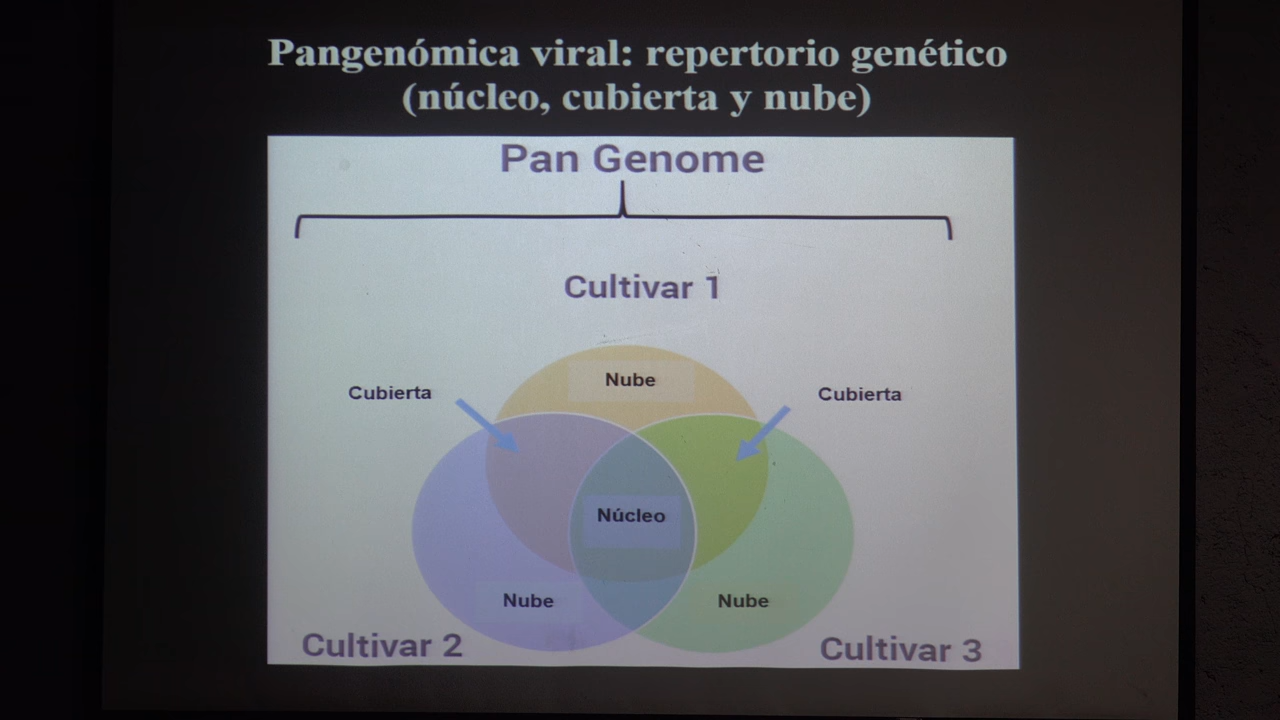 Pangenómica viral: repertorio genético
(núcleo, cubierta y nube)
Pan Genome
Cultivar 1
Nube
Cubierta
Cubierta
Núcleo
Nube
Nube
Cultivar 2
Cultivar 3